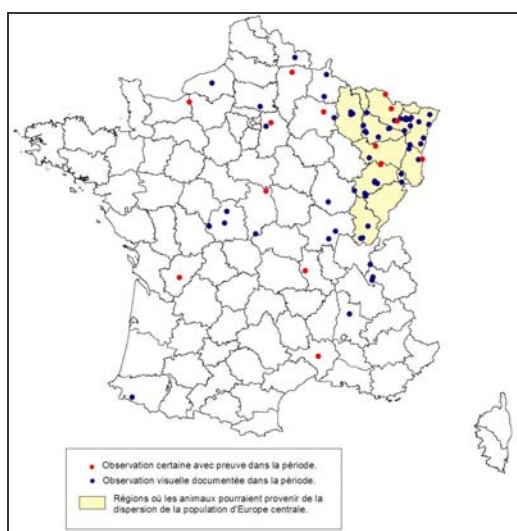 Observation certaine avec preuve dans la période.
Observation visuelle documentée dans la période.
Régions où les animaux pourraient provenir de la
dispersion de la population d'Europe centrale.